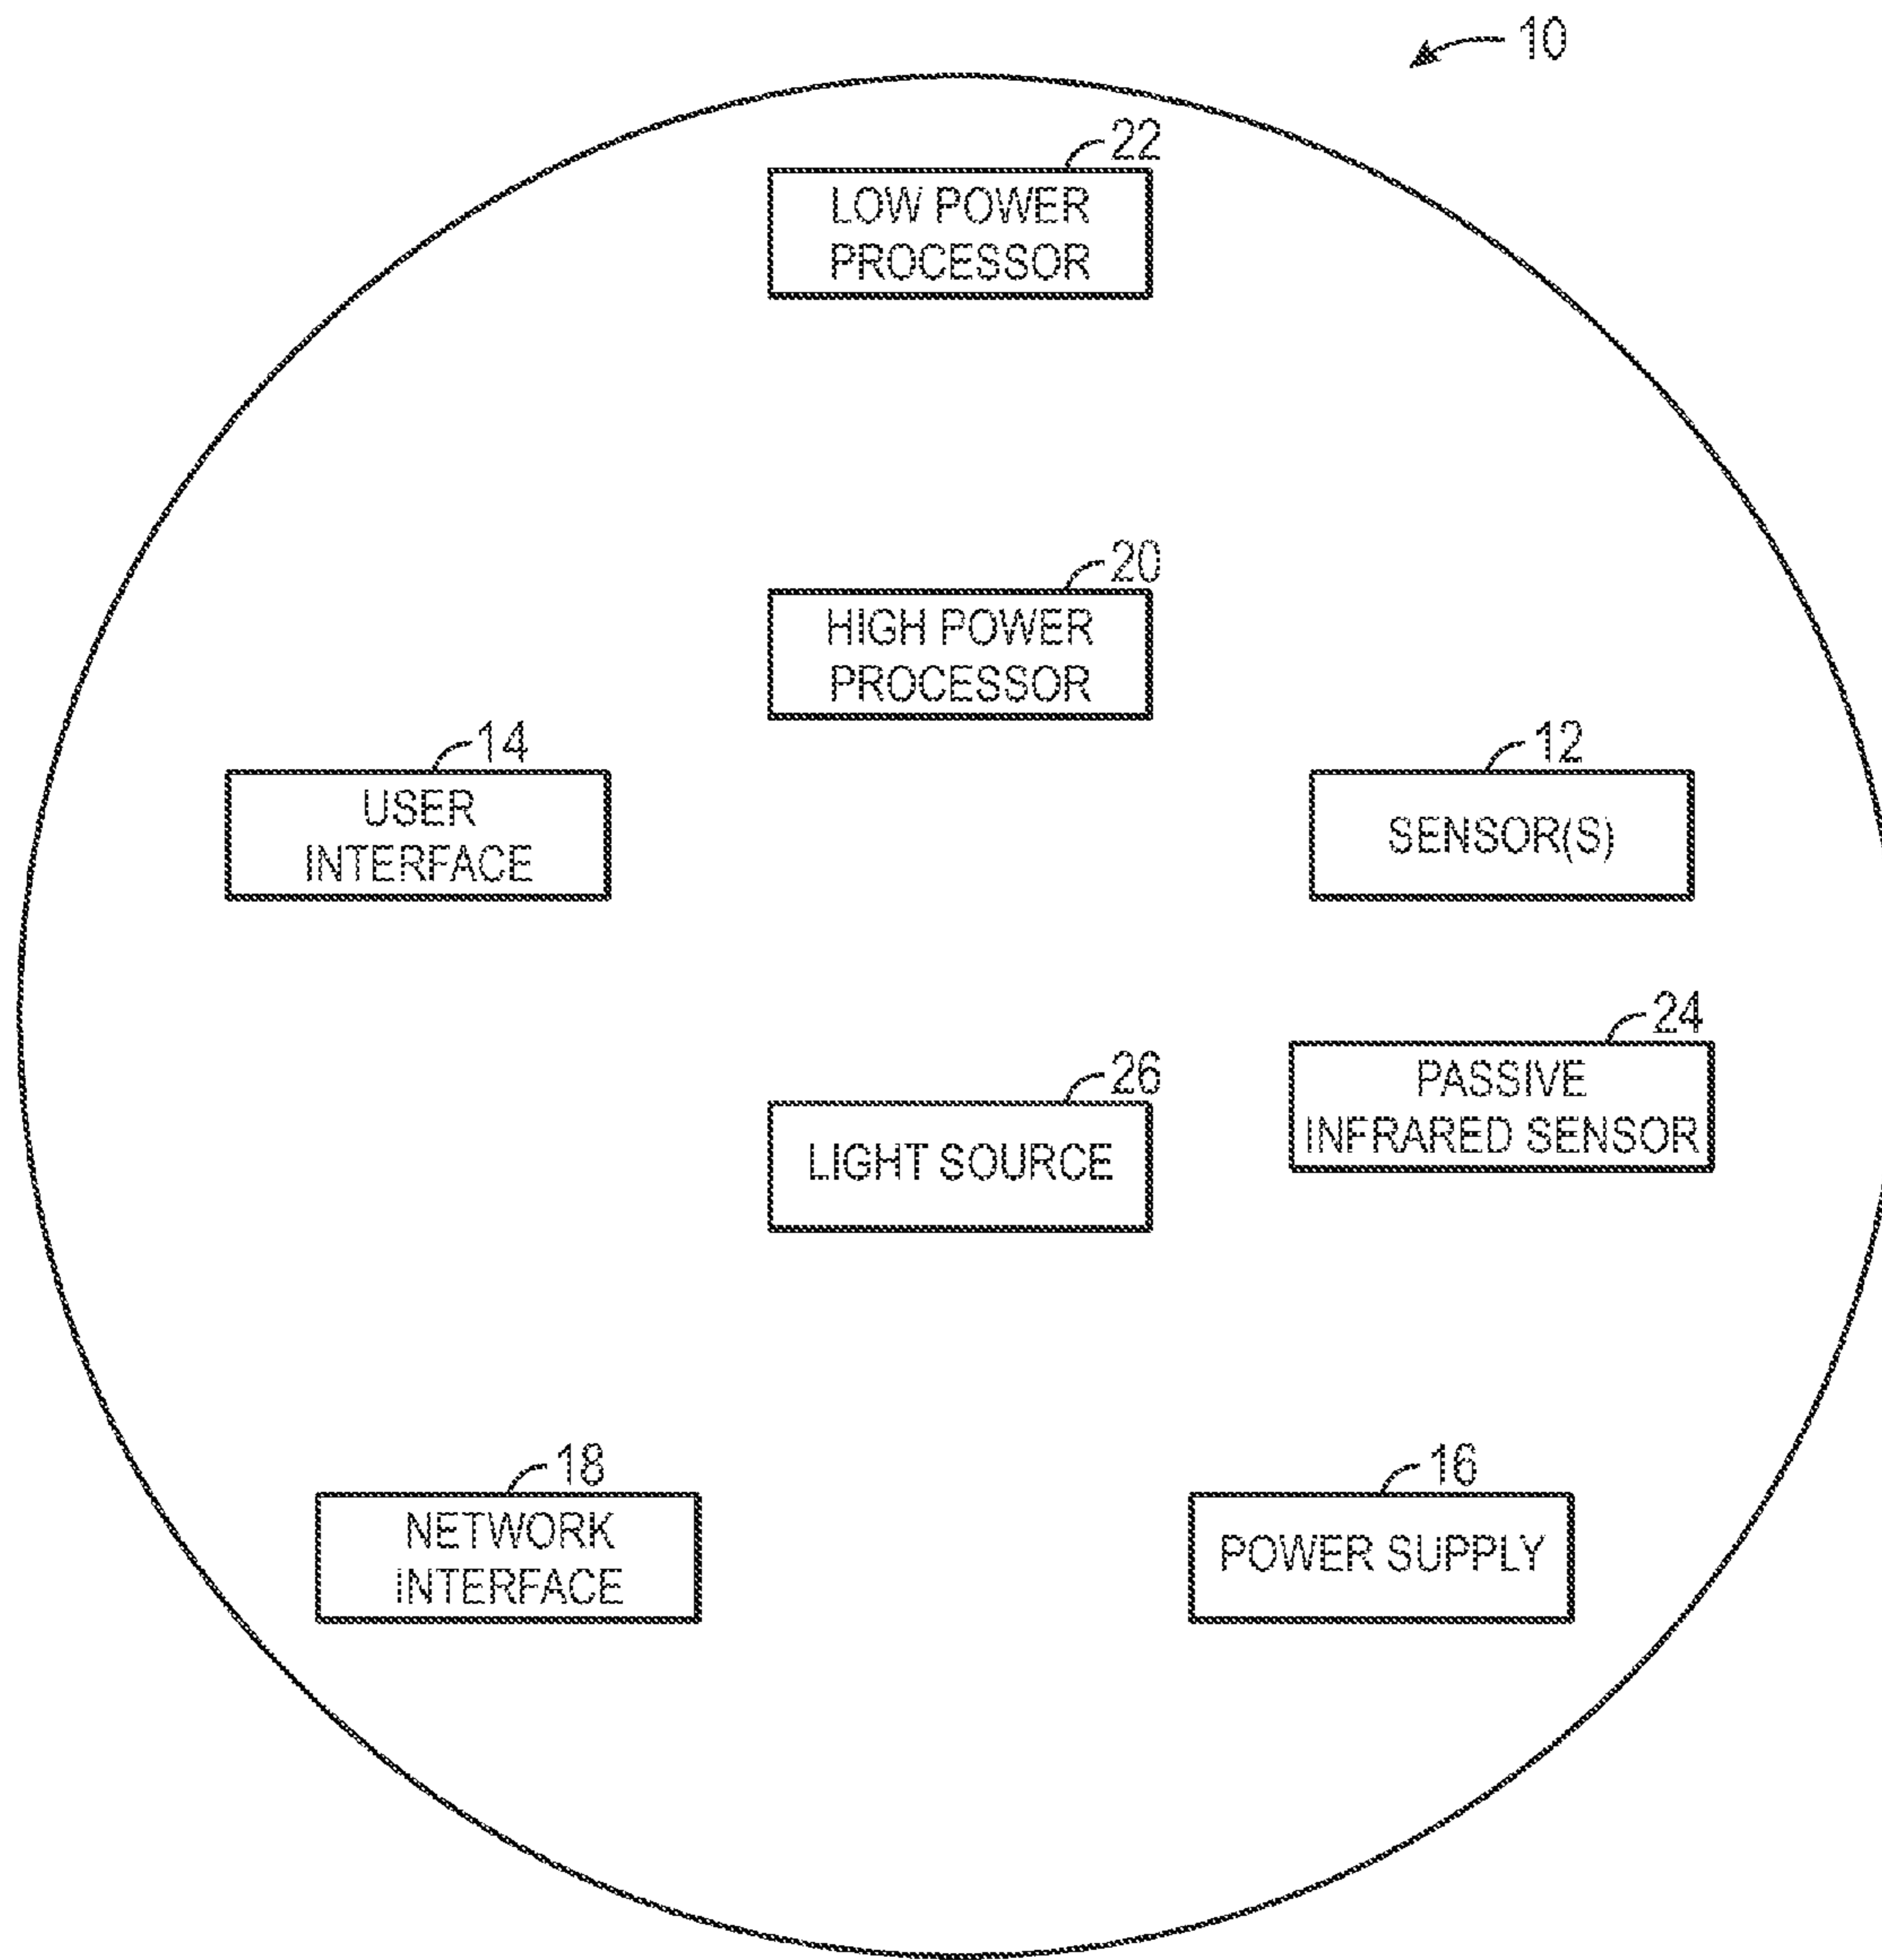 10
22
LOW POWER
PROCESSOR
20
HIGH POWER
PROCESSOR
14
USER
INTERFACE
12
SENSOR(S)
24
PASSIVE
INFRARED SENSOR
26
LIGHT SOURCE
18
NETWORK
INTERFACE
16
POWER SUPPLY